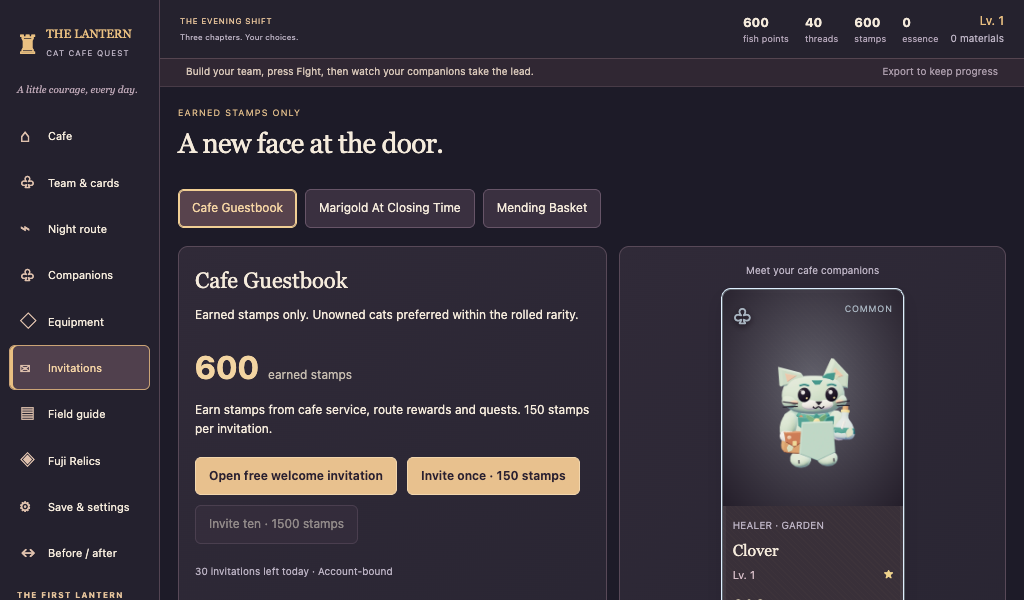 THE LANTERN
CAT CAFE QUEST
A little courage, every day.
Cafe
Team & cards
Night route
Companions
Equipment
Invitations
Field guide
Fuji Relics
Save & settings
Before / after
THE FIRST LANTERN
THE EVENING SHIFT
Three chapters. Your choices.
600
fish points
40
threads
600
stamps
0
essence
Lv. 1
0 materials
Build your team, press Fight, then watch your companions take the lead.
Export to keep progress
EARNED STAMPS ONLY
A new face at the door.
Cafe Guestbook
Marigold At Closing Time
Mending Basket
Cafe Guestbook
Earned stamps only. Unowned cats preferred within the rolled rarity.
600 earned stamps
Earn stamps from cafe service, route rewards and quests. 150 stamps
per invitation.
Open free welcome invitation
Invite once · 150 stamps
Invite ten · 1500 stamps
30 invitations left today · Account-bound
Meet your cafe companions
COMMON
HEALER · GARDEN
Clover
Lv. 1